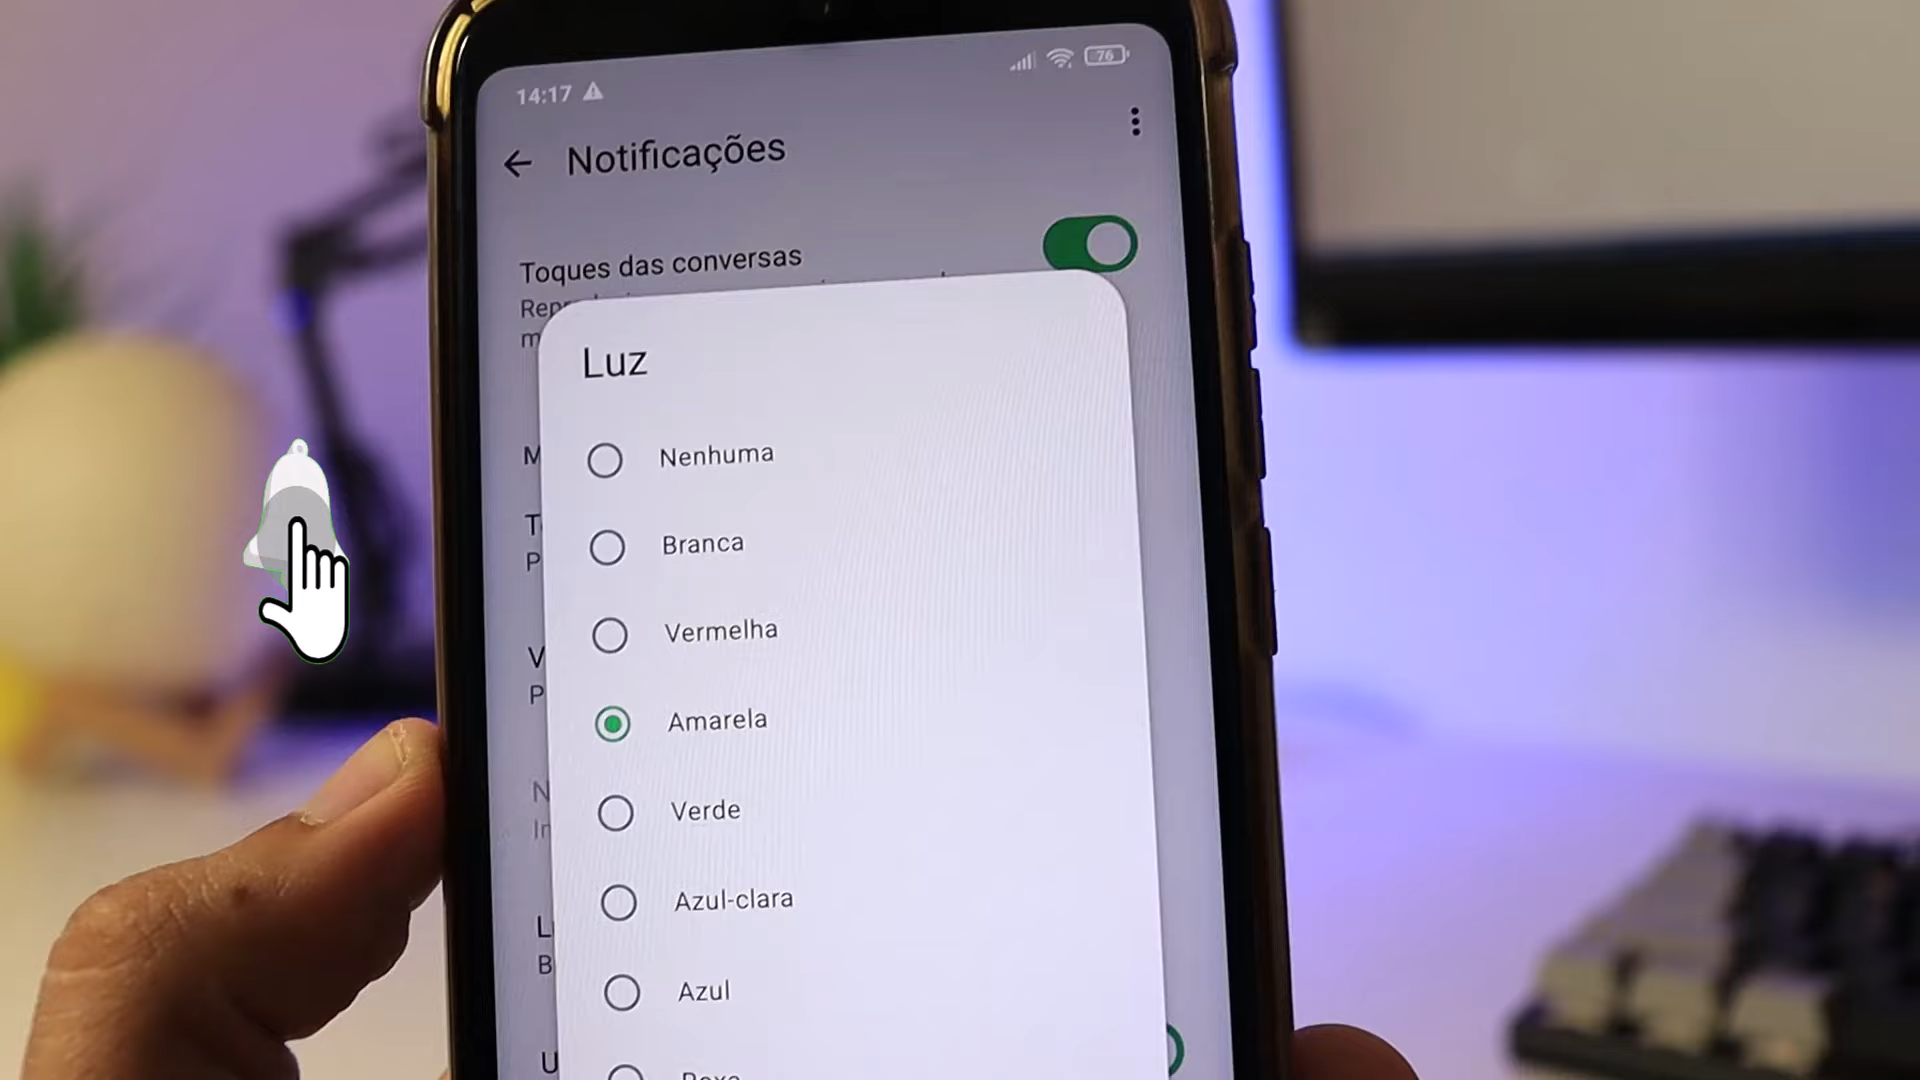 14:17
76
Notificações
Toques das conversas
Luz
Nenhuma
Branca
Vermelha
Amarela
Verde
Azul-clara
Azul